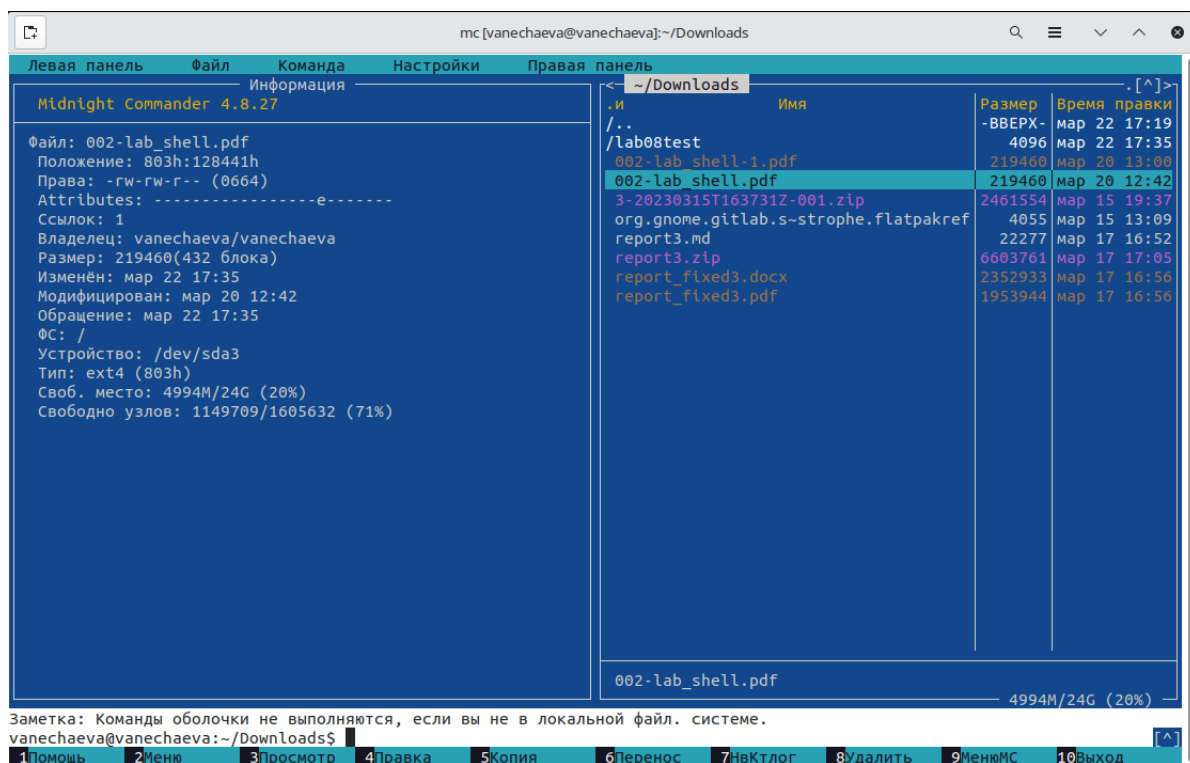 mc [vanechaeva@vanechaeva]:~/Downloads
Левая панель Файл Команда Настройки Правая панель
Информация
Midnight Commander 4.8.27
Файл: 002-lab_shell.pdf
Положение: 803h:128441h
Права: -rw-rw-r-- (0664)
Attributes: -----------------e-------
Ссылок: 1
Владелец: vanechaeva/vanechaeva
Размер: 219460(432 блока)
Изменён: мар 22 17:35
Модифицирован: мар 20 12:42
Обращение: мар 22 17:35
ФС: /
Устройство: /dev/sda3
Тип: ext4 (803h)
Своб. место: 4994M/24G (20%)
Свободно узлов: 1149709/1605632 (71%)
<— ~/Downloads .[^]>
.и Имя Размер Время правки
/.. -ВВЕРХ- мар 22 17:19
/lab08test 4096 мар 22 17:35
002-lab_shell-1.pdf 219460 мар 20 13:00
002-lab_shell.pdf 219460 мар 20 12:42
3-20230315T163731Z-001.zip 2461554 мар 15 19:37
org.gnome.gitlab.s~strophe.flatpakref 4055 мар 15 13:09
report3.md 22277 мар 17 16:52
report3.zip 6603761 мар 17 17:05
report_fixed3.docx 2352933 мар 17 16:56
report_fixed3.pdf 1953944 мар 17 16:56
002-lab_shell.pdf
4994M/24G (20%)
Заметка: Команды оболочки не выполняются, если вы не в локальной файл. системе.
vanechaeva@vanechaeva:~/Downloads$ [^]
1Помощь 2Меню 3Просмотр 4Правка 5Копия 6Перенос 7НвКтлог 8Удалить 9МенюМС 10Выход